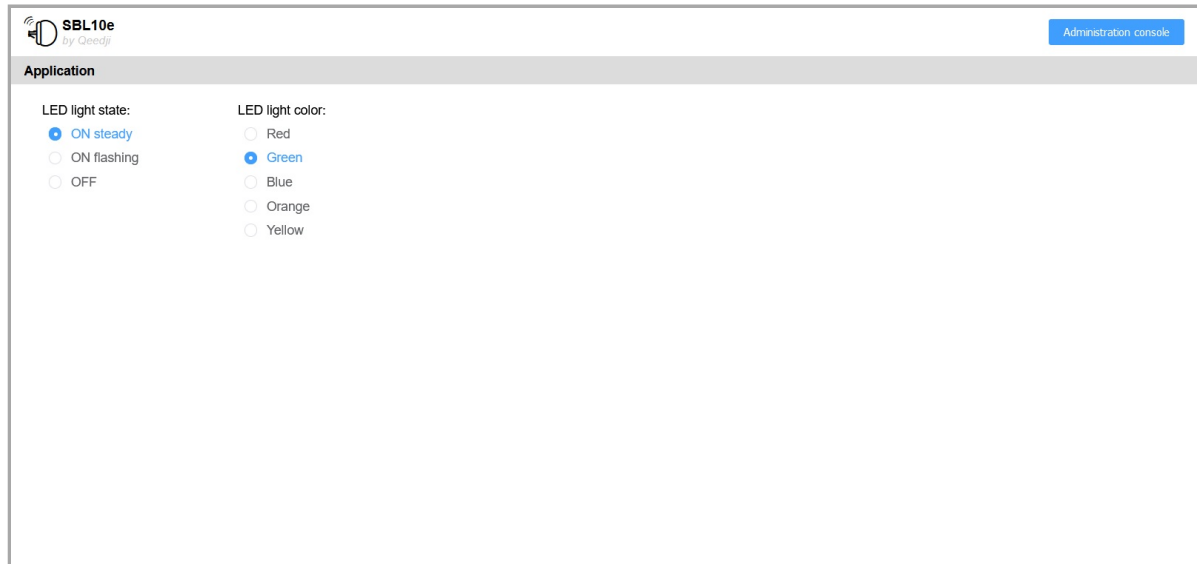 SBL10e
by Qeedji
Administration console
Application
LED light state:
ON steady
ON flashing
OFF
LED light color:
Red
Green
Blue
Orange
Yellow